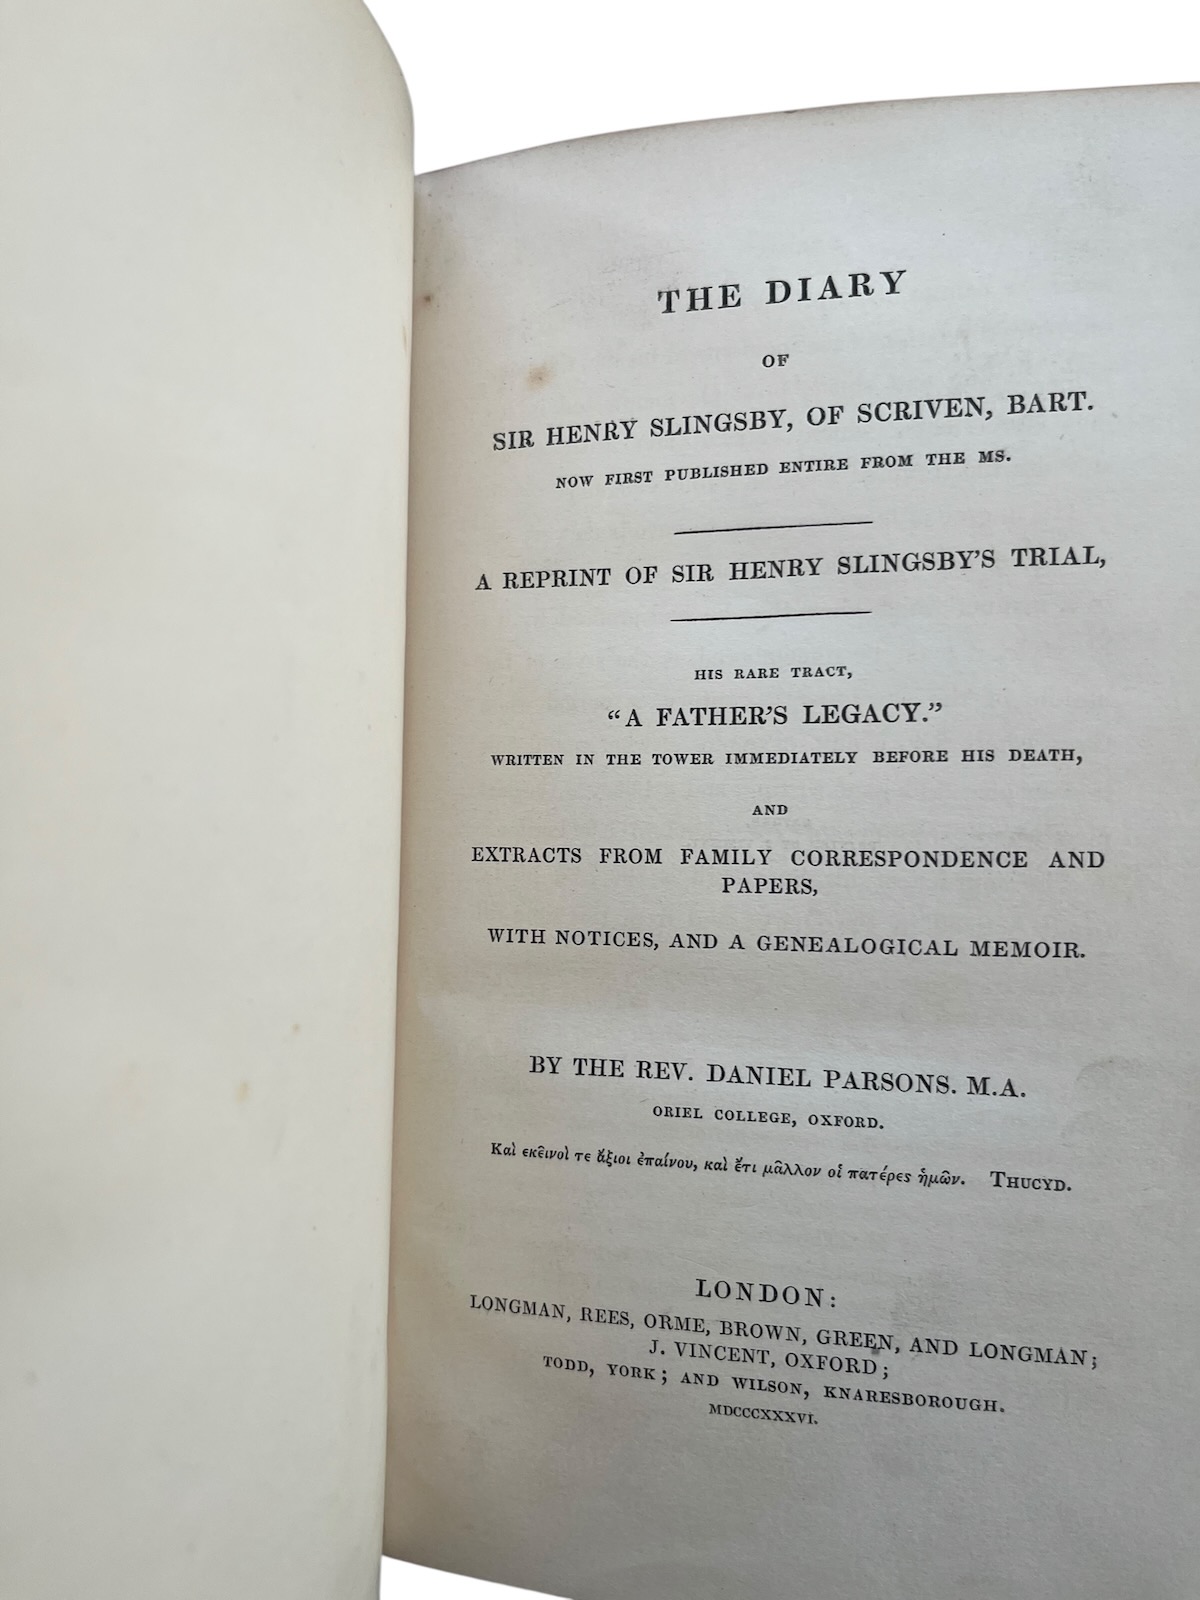 THE DIARY
OF
SIR HENRY SLINGSBY, OF SCRIVEN, BART.
NOW FIRST PUBLISHED ENTIRE FROM THE MS.
A REPRINT OF SIR HENRY SLINGSBY'S TRIAL,
HIS RARE TRACT,
“A FATHER'S LEGACY.”
WRITTEN IN THE TOWER IMMEDIATELY BEFORE HIS DEATH,
AND
EXTRACTS FROM FAMILY CORRESPONDENCE AND
PAPERS,
WITH NOTICES, AND A GENEALOGICAL MEMOIR.
BY THE REV. DANIEL PARSONS. M.A.
ORIEL COLLEGE, OXFORD.
Καὶ εκεῖνοὶ τε ἄξιοι ἐπαίνου, καὶ ἔτι μᾶλλον οἱ πατέρες ἡμῶν. THUCYD.
LONDON:
LONGMAN, REES, ORME, BROWN, GREEN, AND LONGMAN;
J. VINCENT, OXFORD;
TODD, YORK; AND WILSON, KNARESBOROUGH.
MDCCCXXXVI.